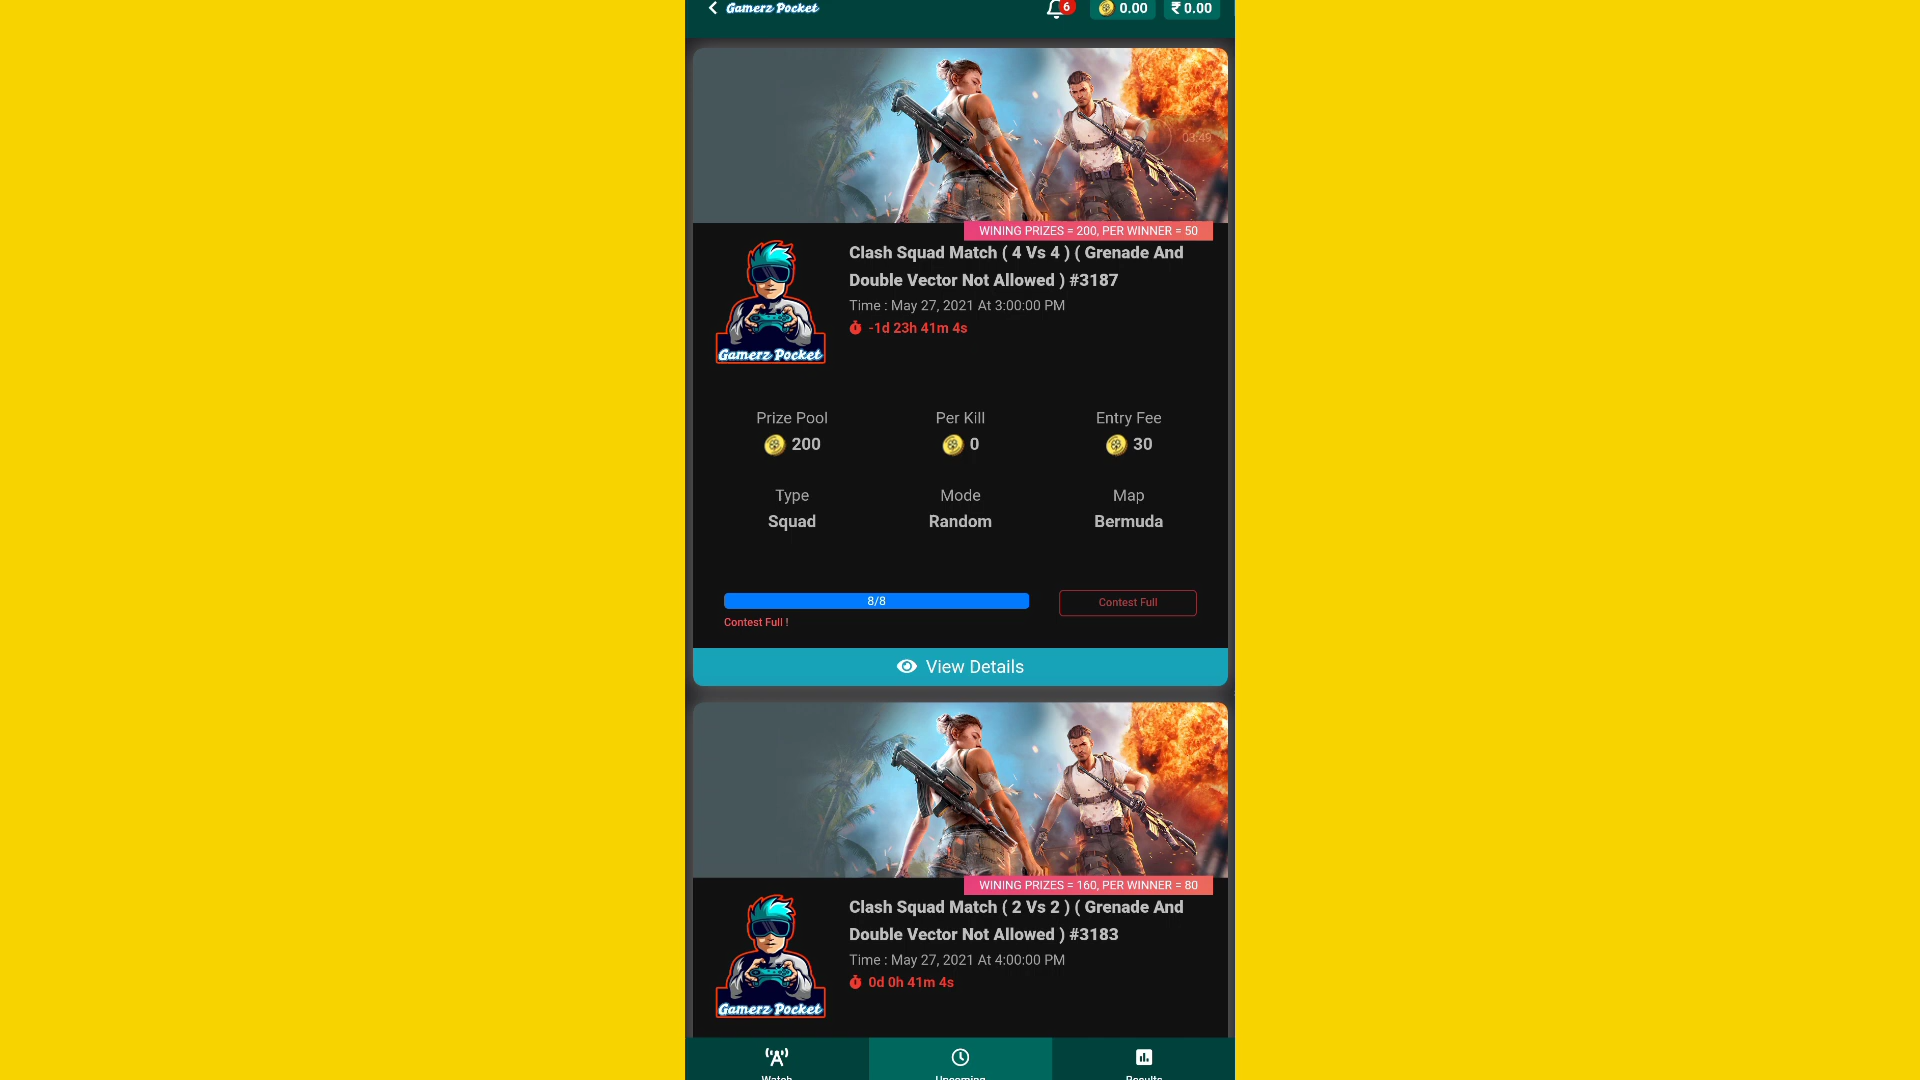 Gamerz Pocket 6 0.00 ₹ 0.00
03:49
WINING PRIZES = 200, PER WINNER = 50
Clash Squad Match ( 4 Vs 4 ) ( Grenade And
Double Vector Not Allowed ) #3187
Time : May 27, 2021 At 3:00:00 PM
-1d 23h 41m 4s
Gamerz Pocket
Prize Pool Per Kill Entry Fee
200 0 30
Type Mode Map
Squad Random Bermuda
8/8 Contest Full
Contest Full !
View Details
WINING PRIZES = 160, PER WINNER = 80
Clash Squad Match ( 2 Vs 2 ) ( Grenade And
Double Vector Not Allowed ) #3183
Time : May 27, 2021 At 4:00:00 PM
0d 0h 41m 4s
Gamerz Pocket
Watch Upcoming Results